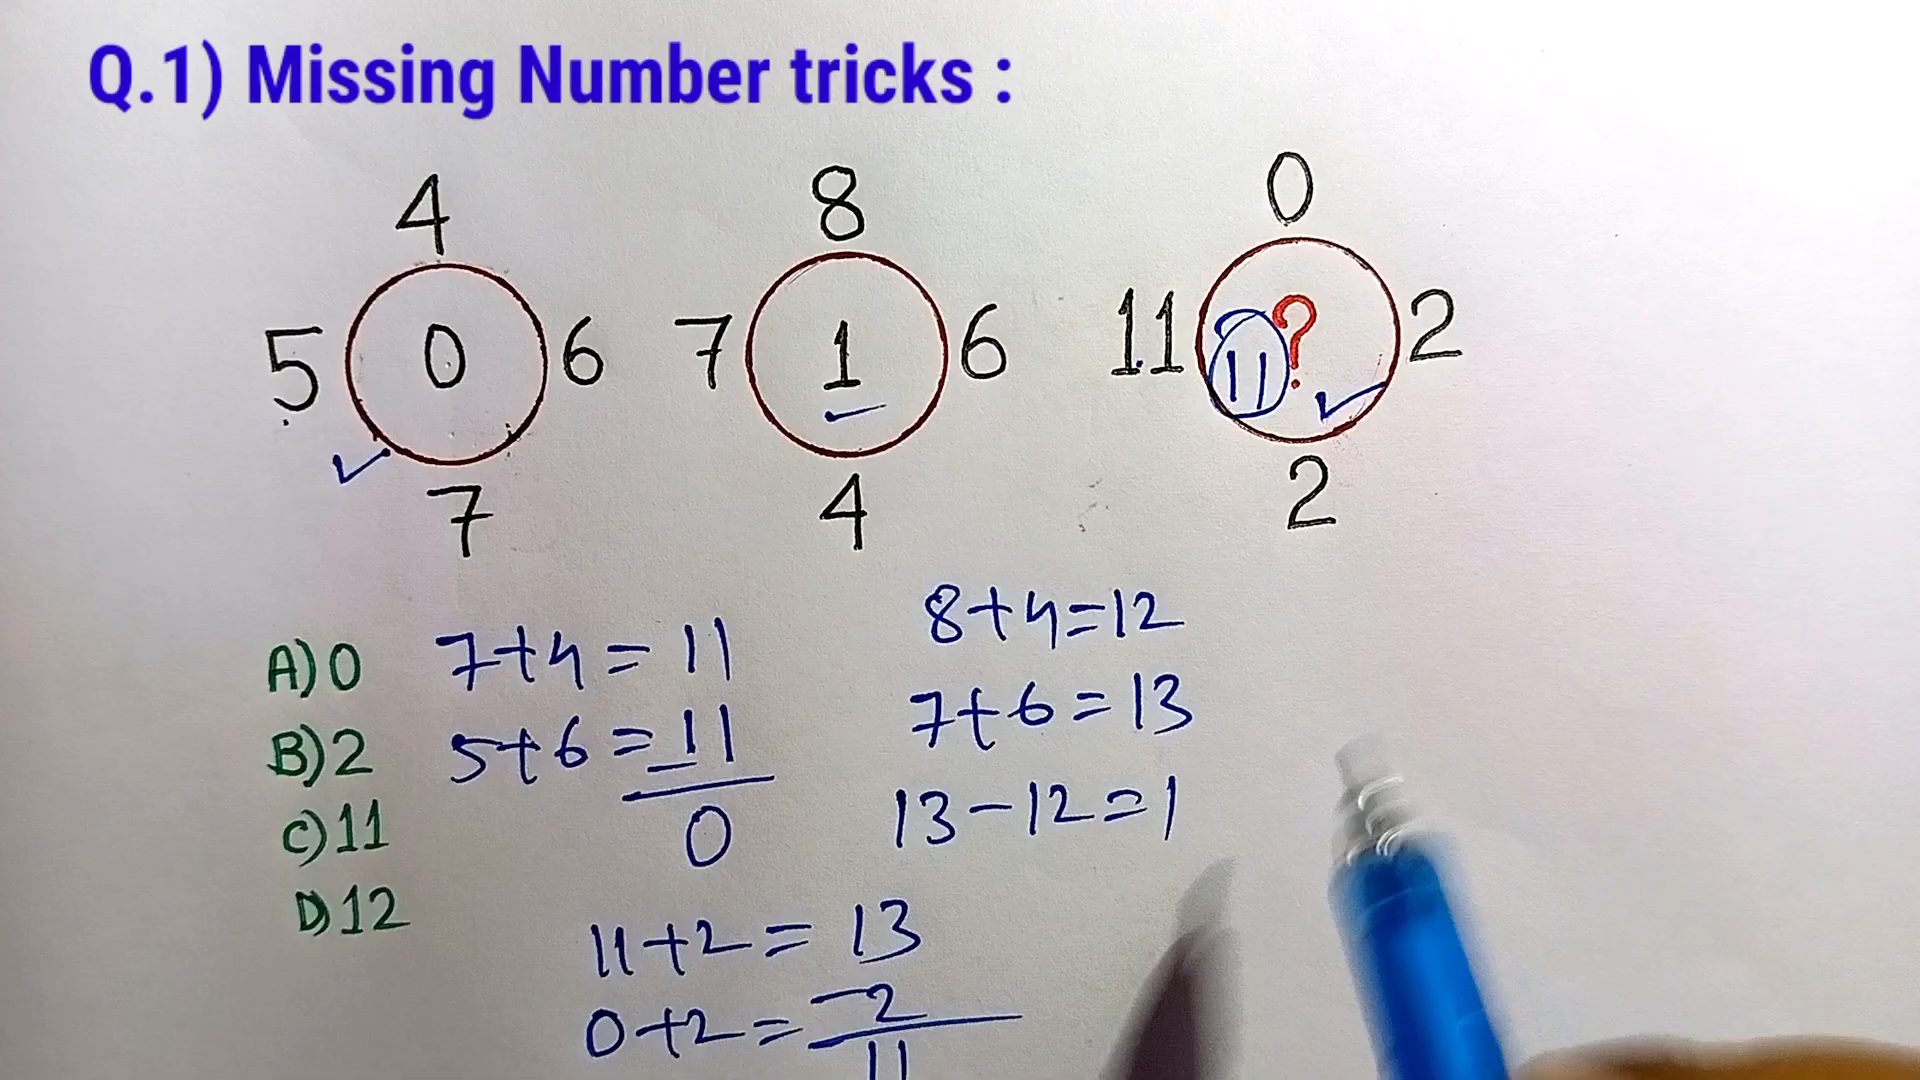 Q.1) Missing Number tricks :
4 8 0
5 0 6 7 1 6 11 11 ? 2
7 4 2
A) 0
B) 2
C) 11
D) 12
7+4=11
5+6=11
–
0
8+4=12
7+6=13
13-12=1
11+2=13
0+2=2
–
11